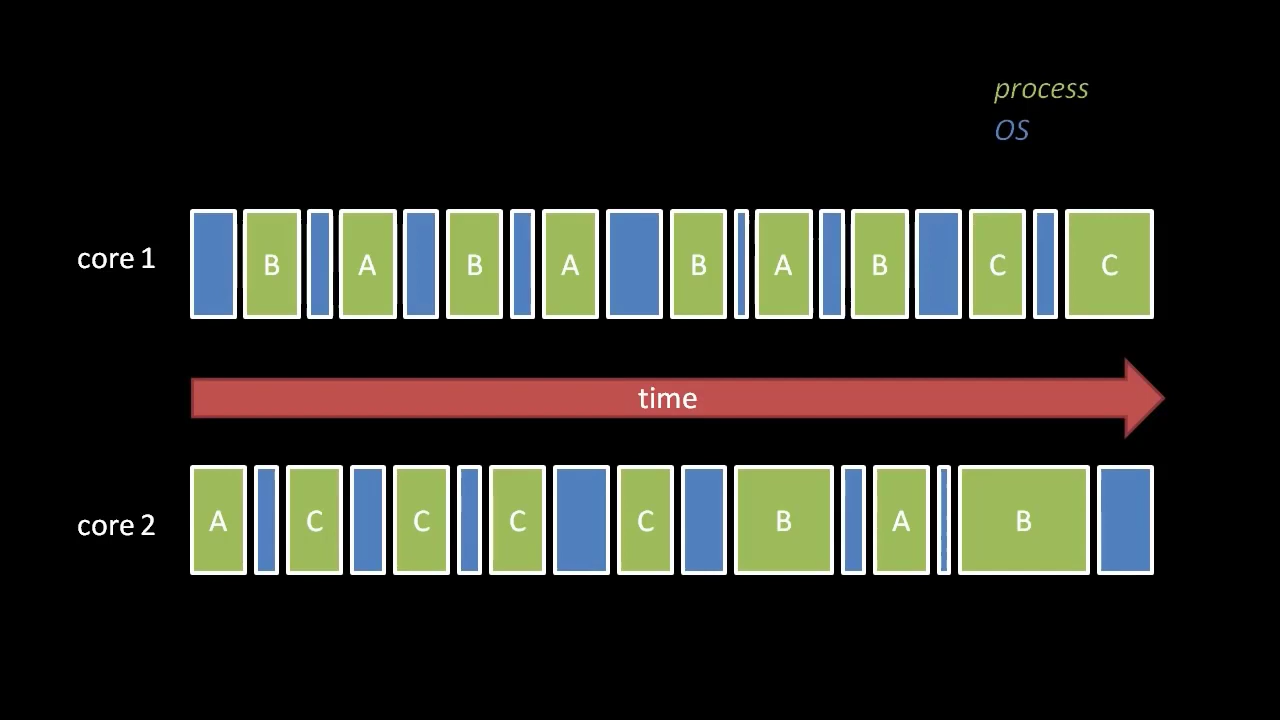 process
OS
core 1
B A B A B A B C C
time
core 2
A C C C C B A B